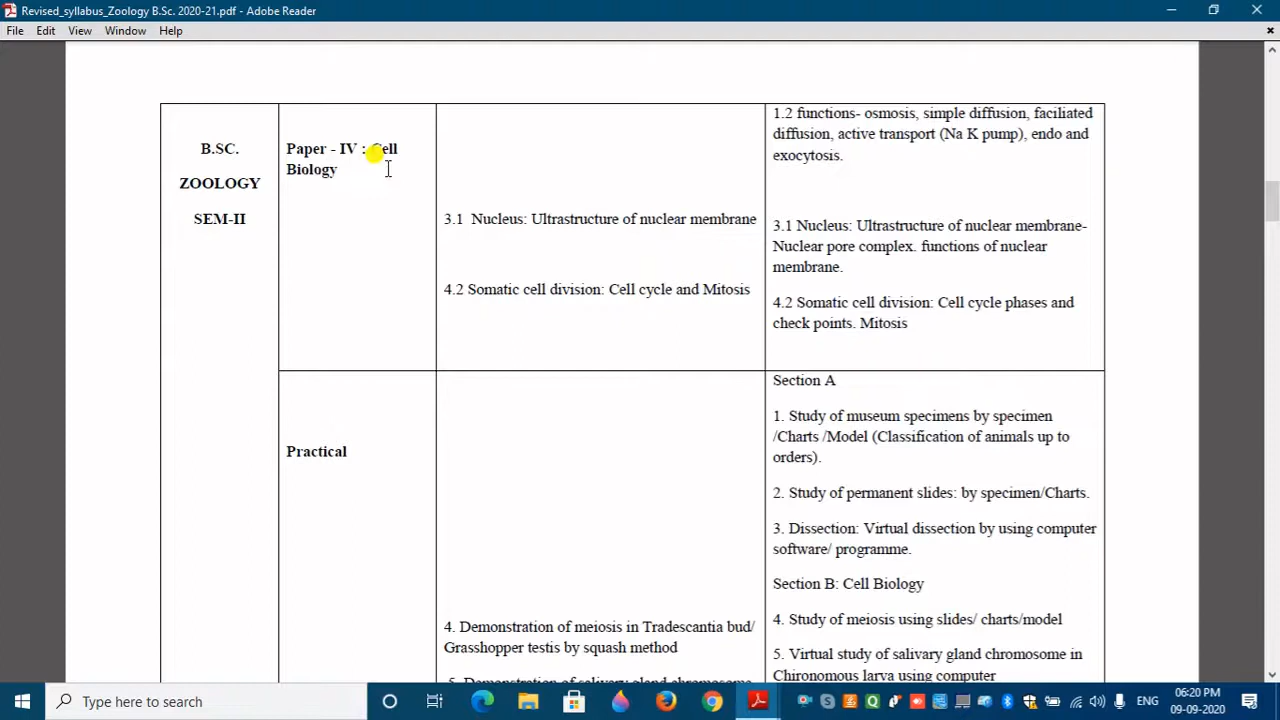 Revised_syllabus_Zoology B.Sc. 2020-21.pdf - Adobe Reader
File Edit View Window Help
B.SC.
ZOOLOGY
SEM-II
Paper - IV : Cell
Biology
3.1 Nucleus: Ultrastructure of nuclear membrane
4.2 Somatic cell division: Cell cycle and Mitosis
1.2 functions- osmosis, simple diffusion, faciliated
diffusion, active transport (Na K pump), endo and
exocytosis.
3.1 Nucleus: Ultrastructure of nuclear membrane-
Nuclear pore complex. functions of nuclear
membrane.
4.2 Somatic cell division: Cell cycle phases and
check points. Mitosis
Practical
4. Demonstration of meiosis in Tradescantia bud/
Grasshopper testis by squash method
5. Demonstration of salivary gland chromosome
Section A
1. Study of museum specimens by specimen
/Charts /Model (Classification of animals up to
orders).
2. Study of permanent slides: by specimen/Charts.
3. Dissection: Virtual dissection by using computer
software/ programme.
Section B: Cell Biology
4. Study of meiosis using slides/ charts/model
5. Virtual study of salivary gland chromosome in
Chironomous larva using computer
Type here to search
ENG
06:20 PM
09-09-2020